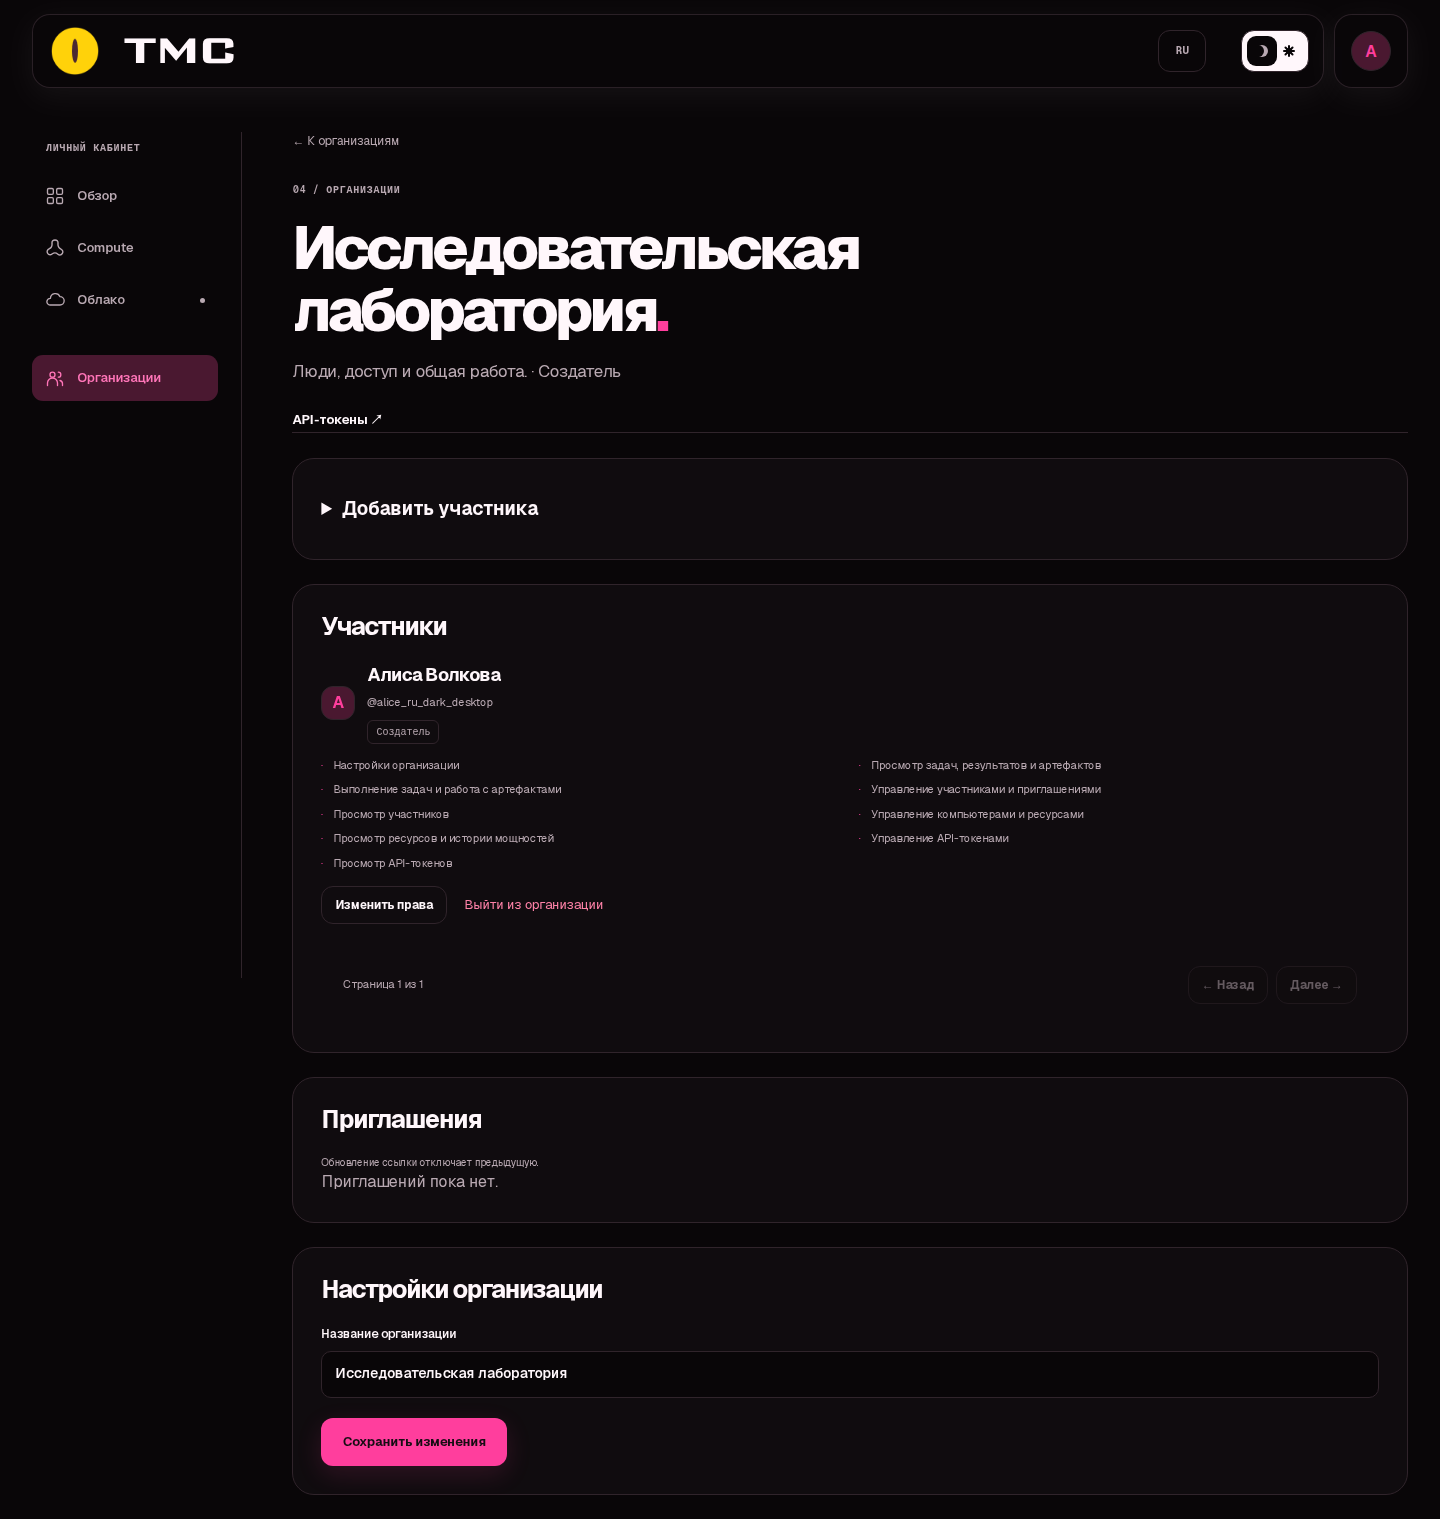 TMC
RU
A
ЛИЧНЫЙ КАБИНЕТ
Обзор
Compute
Облако
Организации
← К организациям
04 / ОРГАНИЗАЦИИ
Исследовательская
лаборатория.
Люди, доступ и общая работа. · Создатель
API-токены ↗
▶ Добавить участника
Участники
A
Алиса Волкова
@alice_ru_dark_desktop
Создатель
· Настройки организации
· Просмотр задач, результатов и артефактов
· Выполнение задач и работа с артефактами
· Управление участниками и приглашениями
· Просмотр участников
· Управление компьютерами и ресурсами
· Просмотр ресурсов и истории мощностей
· Управление API-токенами
· Просмотр API-токенов
Изменить права
Выйти из организации
Страница 1 из 1
← Назад
Далее →
Приглашения
Обновление ссылки отключает предыдущую.
Приглашений пока нет.
Настройки организации
Название организации
Исследовательская лаборатория
Сохранить изменения